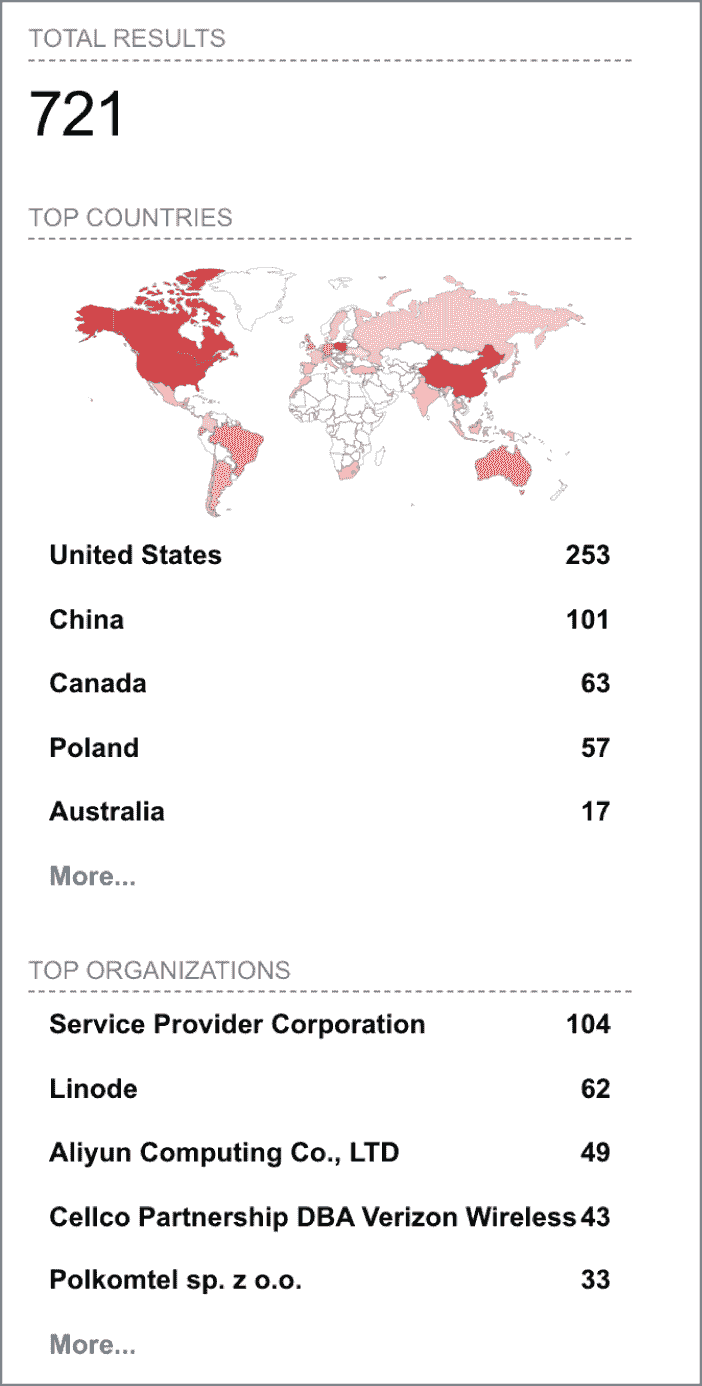 TOTAL RESULTS
721
TOP COUNTRIES
United States 253
China 101
Canada 63
Poland 57
Australia 17
More...
TOP ORGANIZATIONS
Service Provider Corporation 104
Linode 62
Aliyun Computing Co., LTD 49
Cellco Partnership DBA Verizon Wireless 43
Polkomtel sp. z o.o. 33
More...